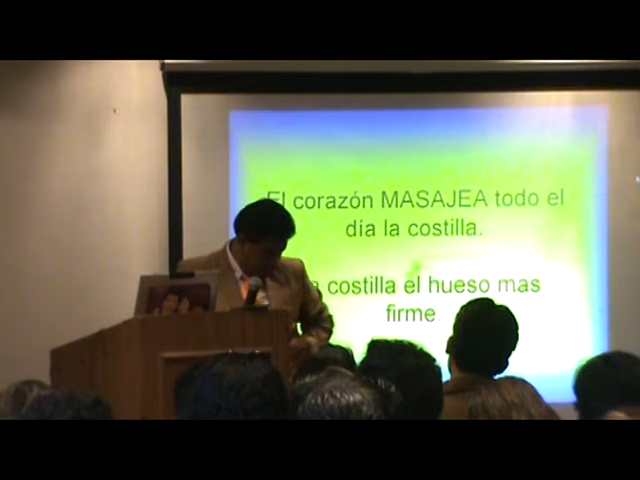 El corazón MASAJEA todo el
día la costilla.
costilla el hueso mas
firme.